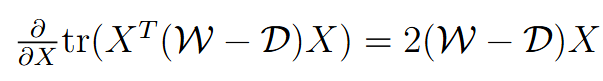 ∂/∂X tr(X^T(𝒲 − 𝒟)X) = 2(𝒲 − 𝒟)X